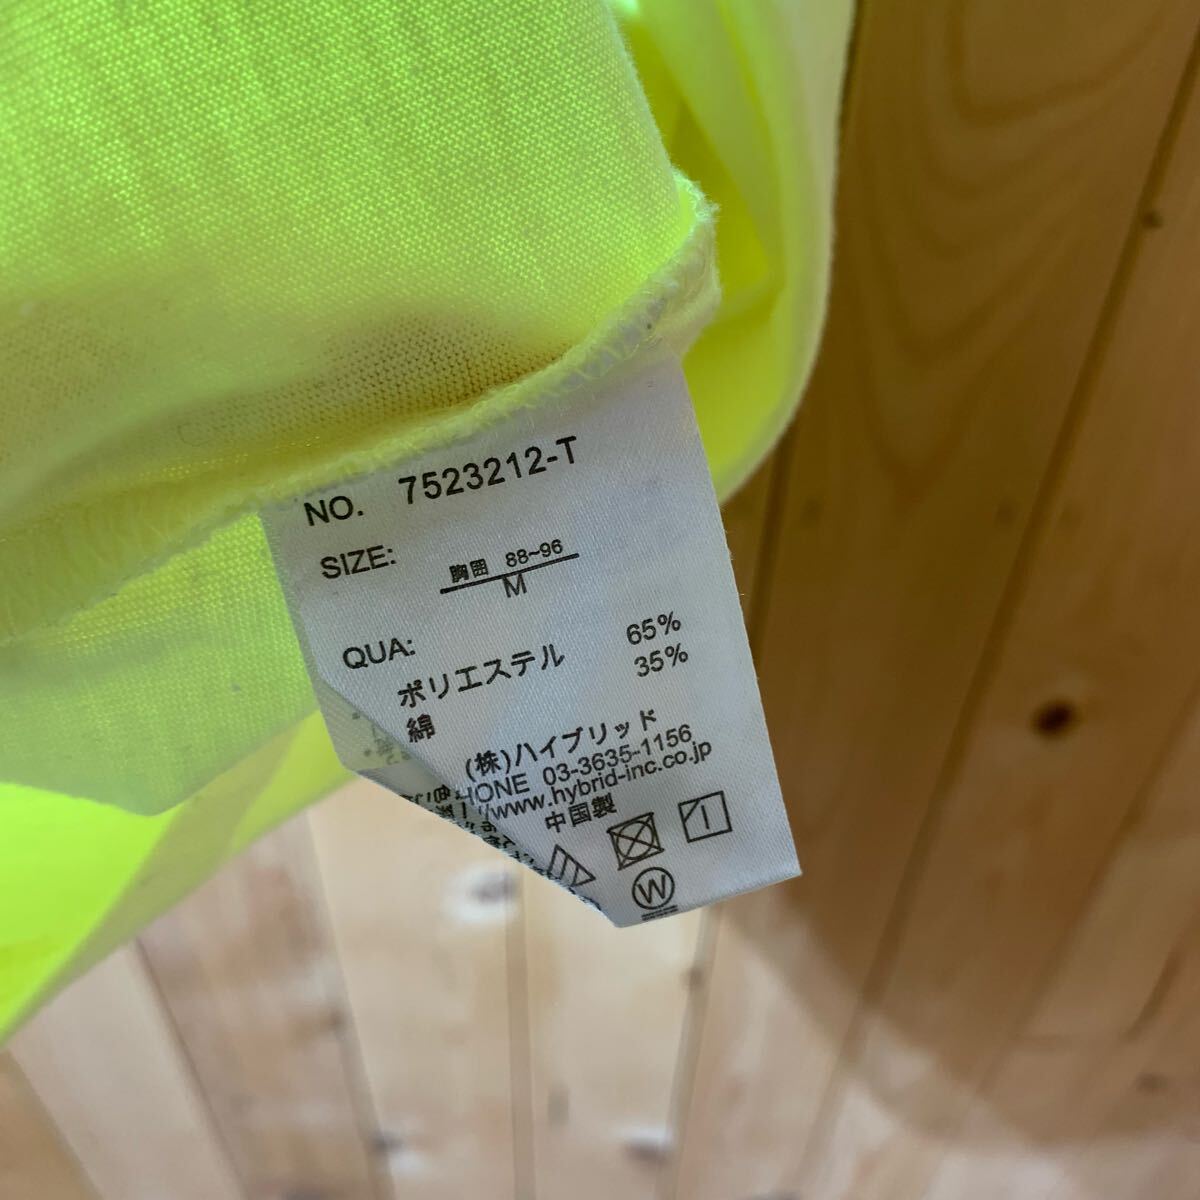 NO. 7523212-T
SIZE: 胸囲 88~96
M
QUA:
ポリエステル 65%
綿 35%
(株)ハイブリッド
03-3635-1156
//www.hybrid-inc.co.jp
中国製
W